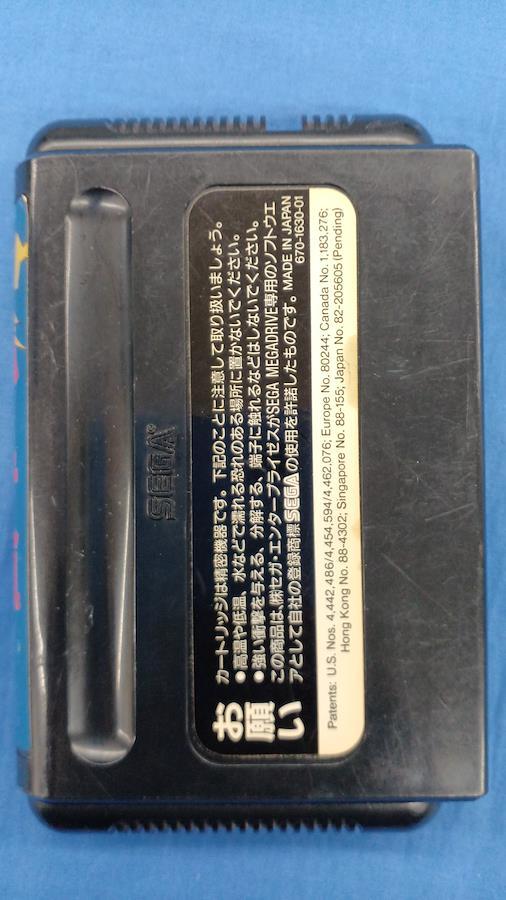 SEGA®
お願い
カートリッジは精密機器です。下記のことに注意して取り扱いましょう。
●高温や低温、水などで濡れる恐れのある場所に置かないでください。
●強い衝撃を与える、分解する、端子に触れるなどはしないでください。
この商品は、㈱セガ・エンタープライゼスがSEGA MEGADRIVE専用のソフトウエ
アとして自社の登録商標SEGAの使用を許諾したものです。MADE IN JAPAN
670-1630-01
Patents: U.S. Nos. 4,442,486/4,454,594/4,462,076; Europe No. 80244; Canada No. 1,183,276;
Hong Kong No. 88-4302; Singapore No. 88-155; Japan No. 82-205605 (Pending)